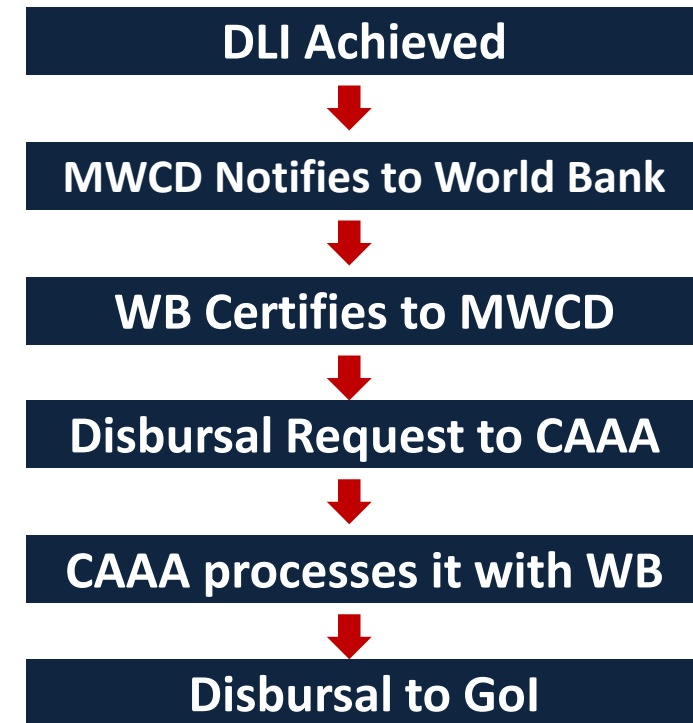 DLI Achieved
MWCD Notifies to World Bank
WB Certifies to MWCD
Disbursal Request to CAAA
CAAA processes it with WB
Disbursal to GoI